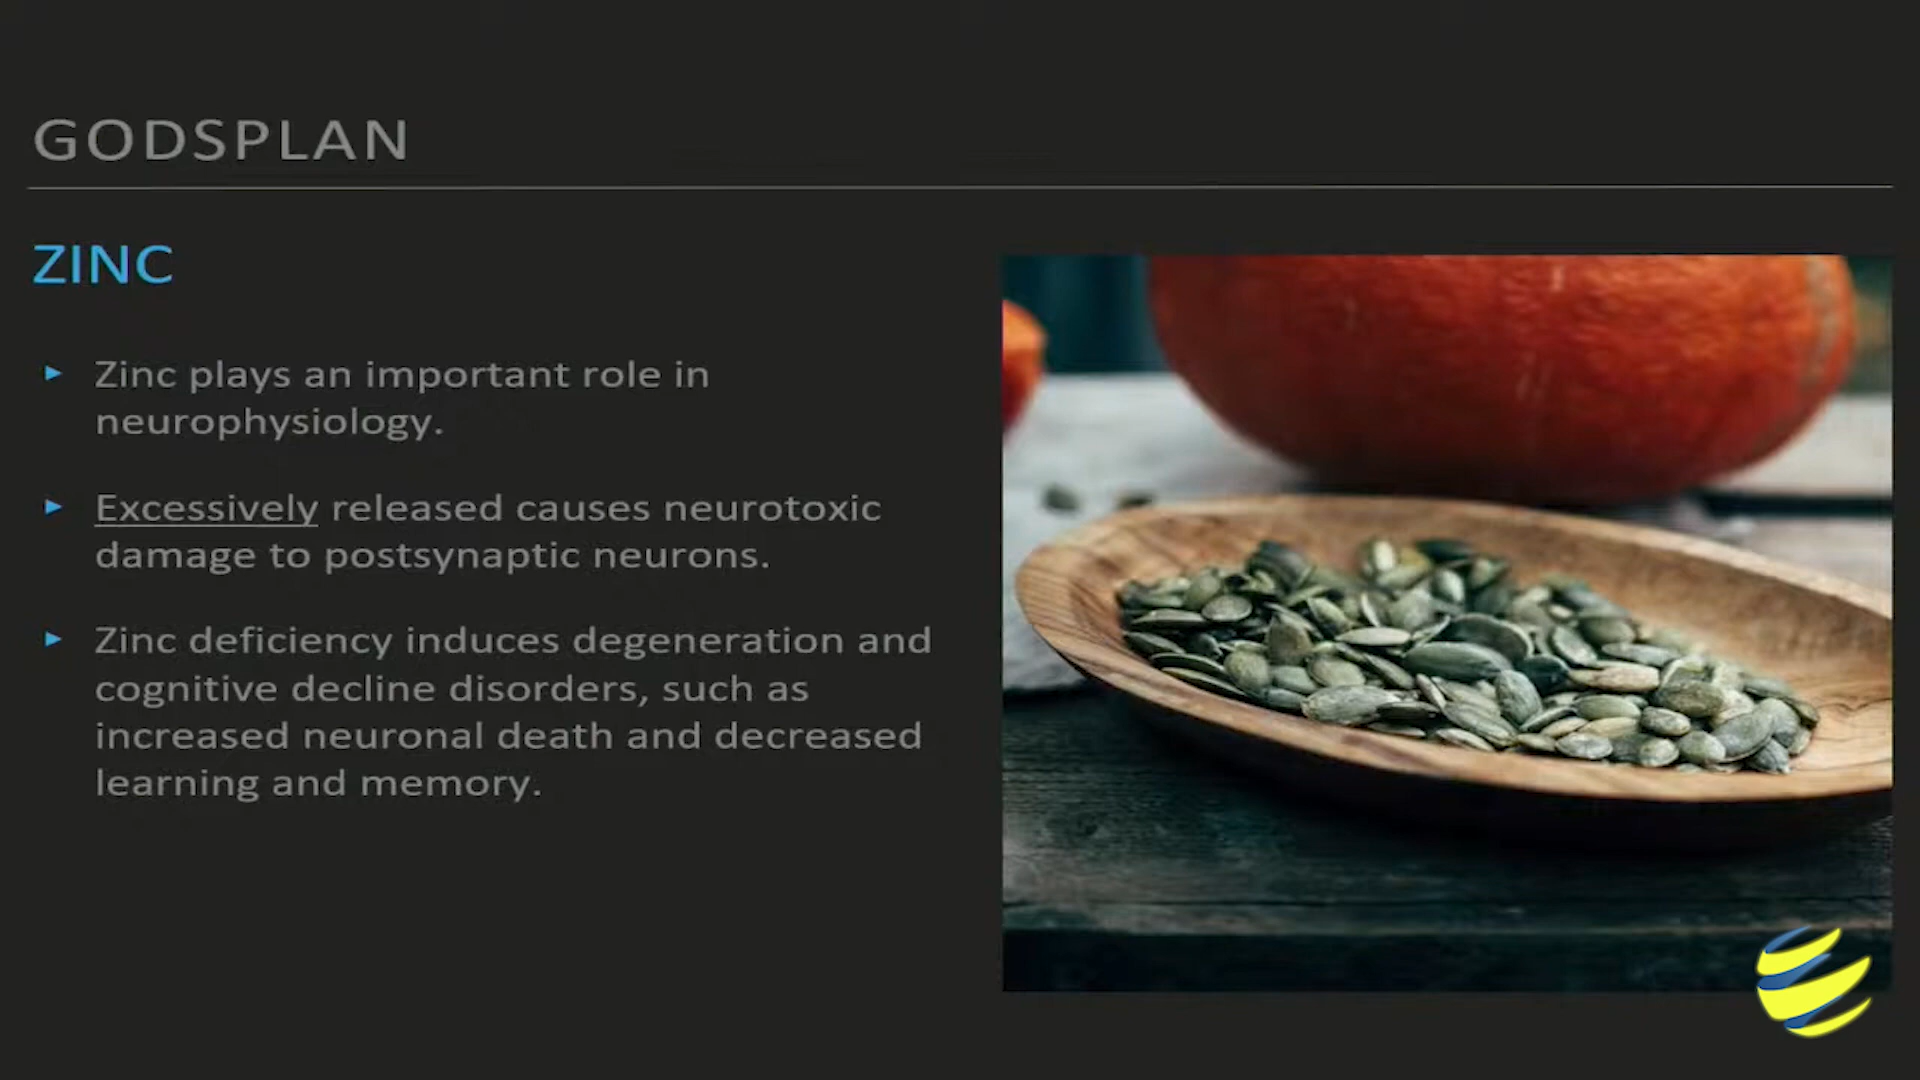 GODSPLAN
ZINC
Zinc plays an important role in
neurophysiology.
Excessively released causes neurotoxic
damage to postsynaptic neurons.
Zinc deficiency induces degeneration and
cognitive decline disorders, such as
increased neuronal death and decreased
learning and memory.